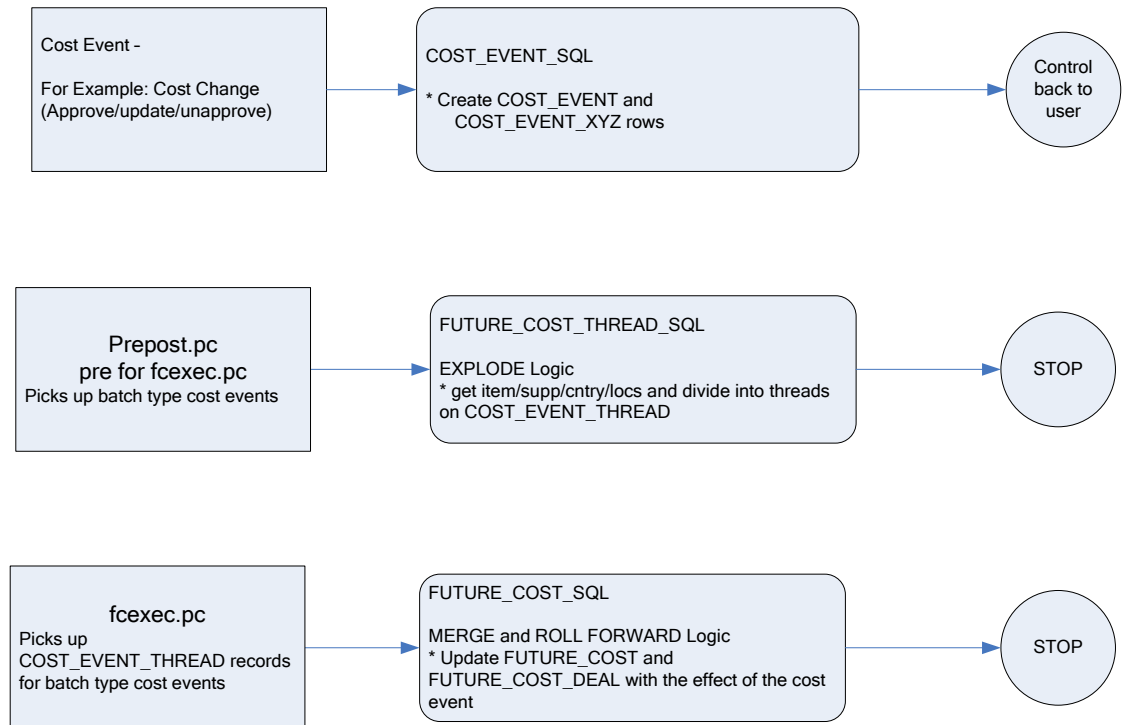 Cost Event –
For Example: Cost Change
(Approve/update/unapprove)
COST_EVENT_SQL
* Create COST_EVENT and
COST_EVENT_XYZ rows
Control
back to
user
Prepost.pc
pre for fcexec.pc
Picks up batch type cost events
FUTURE_COST_THREAD_SQL
EXPLODE Logic
* get item/supp/cntry/locs and divide into threads
on COST_EVENT_THREAD
STOP
fcexec.pc
Picks up
COST_EVENT_THREAD records
for batch type cost events
FUTURE_COST_SQL
MERGE and ROLL FORWARD Logic
* Update FUTURE_COST and
FUTURE_COST_DEAL with the effect of the cost
event
STOP